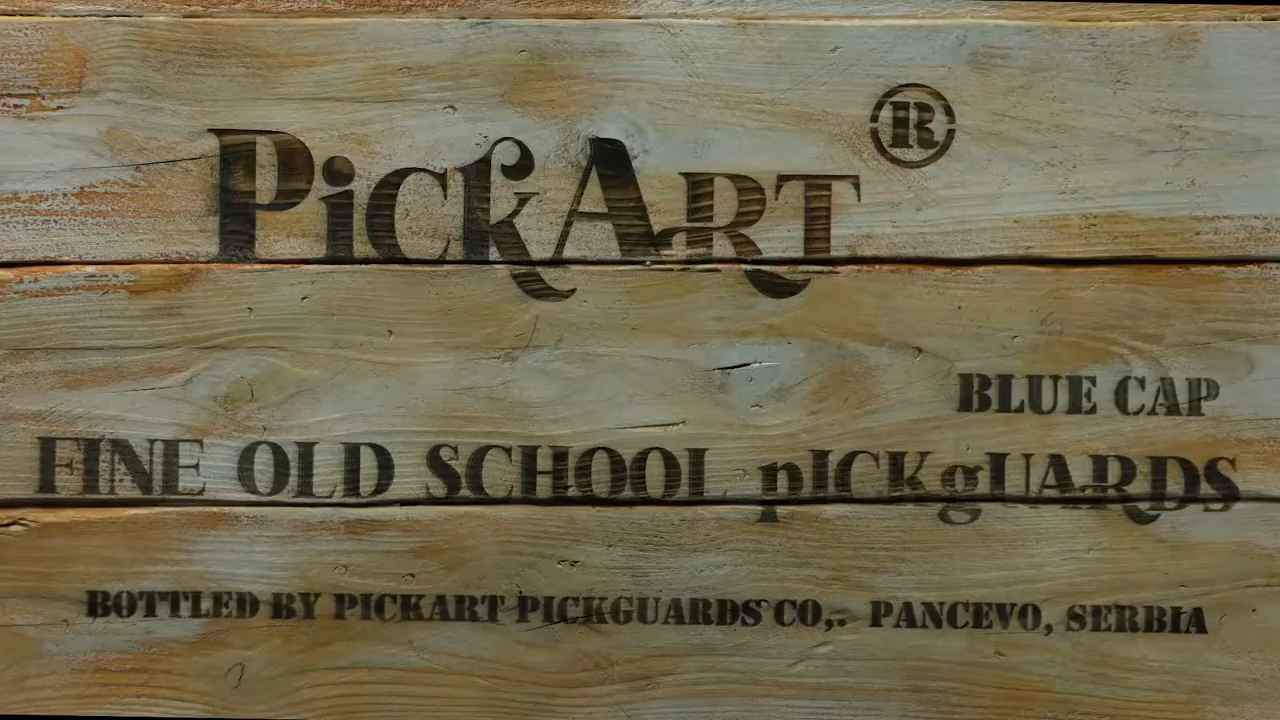 PickArt ®
BLUE CAP
FINE OLD SCHOOL pICKgUARDS
BOTTLED BY PICKART PICKGUARDS CO,. PANCEVO, SERBIA